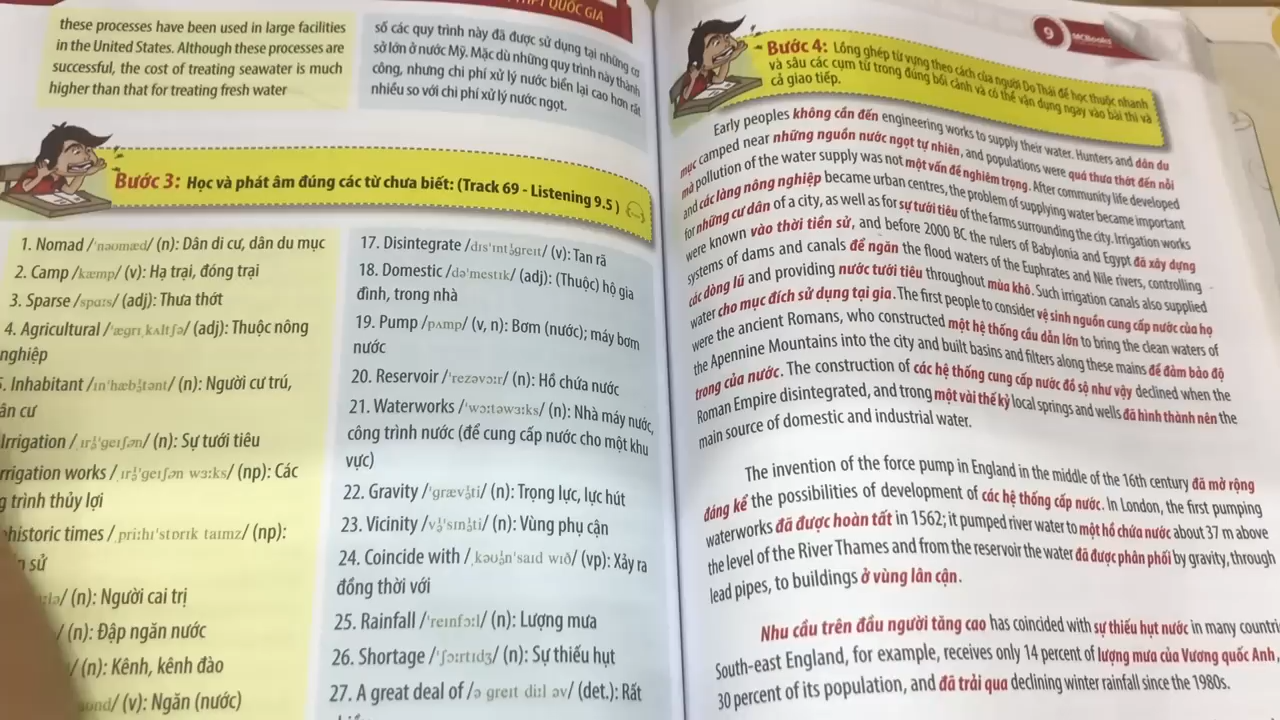 THPT QUỐC GIA
these processes have been used in large facilities
in the United States. Although these processes are
successful, the cost of treating seawater is much
higher than that for treating fresh water
số các quy trình này đã được sử dụng tại những cơ
sở lớn ở nước Mỹ. Mặc dù những quy trình này thành
công, nhưng chi phí xử lý nước biển lại cao hơn rất
nhiều so với chi phí xử lý nước ngọt.
Bước 3: Học và phát âm đúng các từ chưa biết: (Track 69 - Listening 9.5 )
1. Nomad /ˈnəʊmæd/ (n): Dân di cư, dân du mục
2. Camp /kæmp/ (v): Hạ trại, đóng trại
3. Sparse /spɑːs/ (adj): Thưa thớt
4. Agricultural /ˈægrɪˌkʌltʃə/ (adj): Thuộc nông
nghiệp
5. Inhabitant /ɪnˈhæbɪ̵tənt/ (n): Người cư trú,
ân cư
Irrigation /ˌɪrɪ̵ˈgeɪʃən/ (n): Sự tưới tiêu
rrigation works /ˌɪrɪ̵ˈgeɪʃən wɜːks/ (np): Các
g trình thủy lợi
ehistoric times /ˌpriːhɪˈstɒrɪk taɪmz/ (np):
sử
/ (n): Người cai trị
/ (n): Đập ngăn nước
/ (n): Kênh, kênh đào
/ (v): Ngăn (nước)
17. Disintegrate /dɪsˈɪntɪ̵greɪt/ (v): Tan rã
18. Domestic /dəˈmestɪk/ (adj): (Thuộc) hộ gia
đình, trong nhà
19. Pump /pʌmp/ (v, n): Bơm (nước); máy bơm
nước
20. Reservoir /ˈrezəvɔːr/ (n): Hồ chứa nước
21. Waterworks /ˈwɔːtəwɜːks/ (n): Nhà máy nước,
công trình nước (để cung cấp nước cho một khu
vực)
22. Gravity /ˈgrævɪ̵ti/ (n): Trọng lực, lực hút
23. Vicinity /vɪ̵ˈsɪnɪ̵ti/ (n): Vùng phụ cận
24. Coincide with /ˌkəʊɪ̵nˈsaɪd wɪð/ (vp): Xảy ra
đồng thời với
25. Rainfall /ˈreɪnfɔːl/ (n): Lượng mưa
26. Shortage /ˈʃɔːrtɪdʒ/ (n): Sự thiếu hụt
27. A great deal of /ə greɪt diːl əv/ (det.): Rất
9 MCBooks
Bước 4: Lồng ghép từ vựng theo cách của người Do Thái để học thuộc nhanh
và sâu các cụm từ trong đúng bối cảnh và có thể vận dụng ngay vào bài thi và
cả giao tiếp.
Early peoples không cần đến engineering works to supply their water. Hunters and dân du
mục camped near những nguồn nước ngọt tự nhiên, and populations were quá thưa thớt đến nỗi
mà pollution of the water supply was not một vấn đề nghiêm trọng. After community life developed
and các làng nông nghiệp became urban centres, the problem of supplying water became important
for những cư dân of a city, as well as for sự tưới tiêu of the farms surrounding the city. Irrigation works
were known vào thời tiền sử, and before 2000 BC the rulers of Babylonia and Egypt đã xây dựng
systems of dams and canals để ngăn the flood waters of the Euphrates and Nile rivers, controlling
các dòng lũ and providing nước tưới tiêu throughout mùa khô. Such irrigation canals also supplied
water cho mục đích sử dụng tại gia. The first people to consider vệ sinh nguồn cung cấp nước của họ
were the ancient Romans, who constructed một hệ thống cầu dẫn lớn to bring the clean waters of
the Apennine Mountains into the city and built basins and filters along these mains để đảm bảo độ
trong của nước. The construction of các hệ thống cung cấp nước đồ sộ như vậy declined when the
Roman Empire disintegrated, and trong một vài thế kỷ local springs and wells đã hình thành nên the
main source of domestic and industrial water.
The invention of the force pump in England in the middle of the 16th century đã mở rộng
đáng kể the possibilities of development of các hệ thống cấp nước. In London, the first pumping
waterworks đã được hoàn tất in 1562; it pumped river water to một hồ chứa nước about 37 m above
the level of the River Thames and from the reservoir the water đã được phân phối by gravity, through
lead pipes, to buildings ở vùng lân cận.
Nhu cầu trên đầu người tăng cao has coincided with sự thiếu hụt nước in many countri
South-east England, for example, receives only 14 percent of lượng mưa của Vương quốc Anh,
30 percent of its population, and đã trải qua declining winter rainfall since the 1980s.